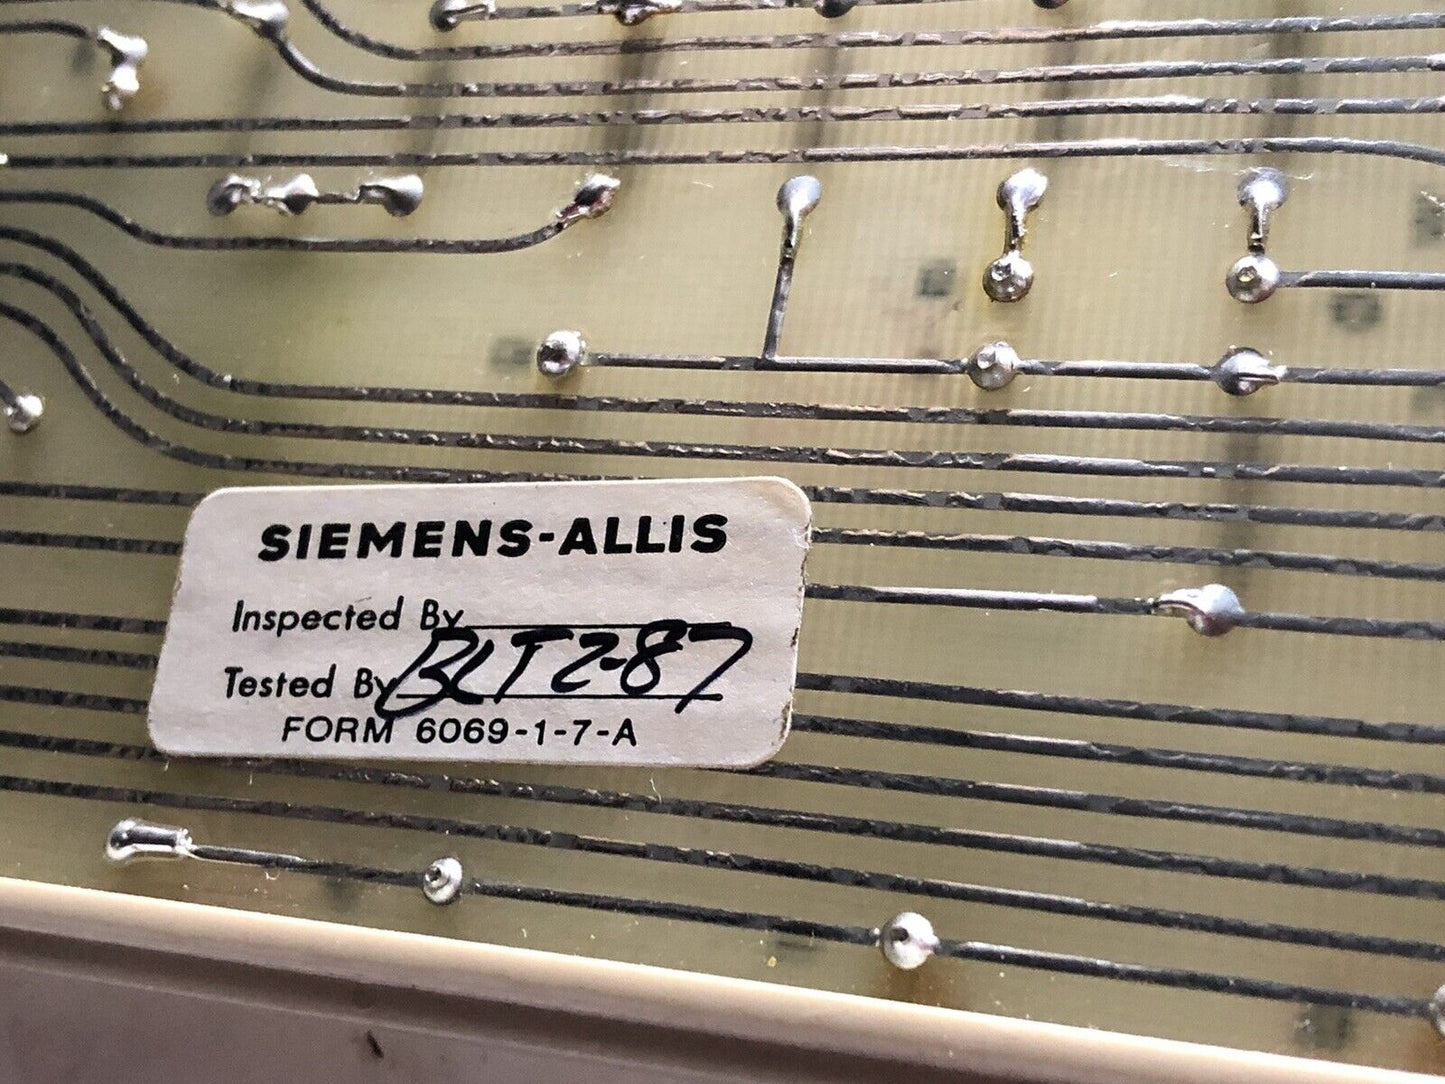 SIEMENS-ALLIS
Inspected By
Tested By BLT 2-87
FORM 6069-1-7-A